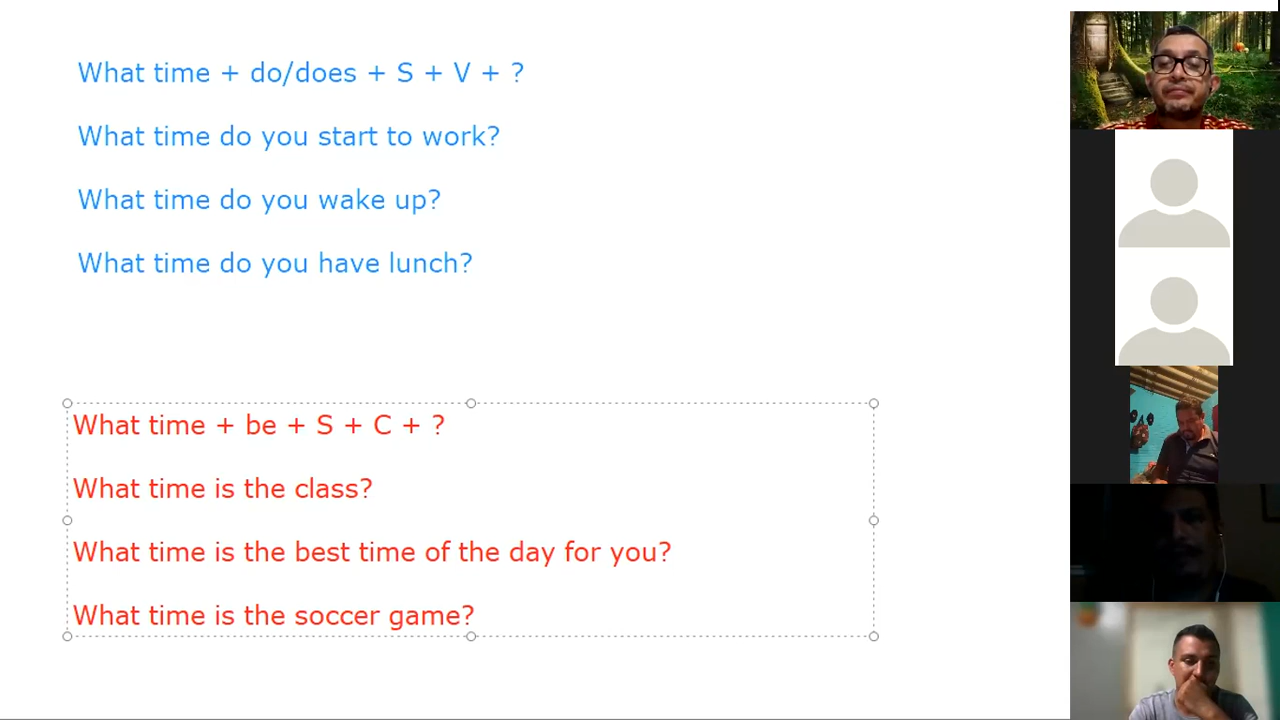 What time + do/does + S + V + ?
What time do you start to work?
What time do you wake up?
What time do you have lunch?
What time + be + S + C + ?
What time is the class?
What time is the best time of the day for you?
What time is the soccer game?